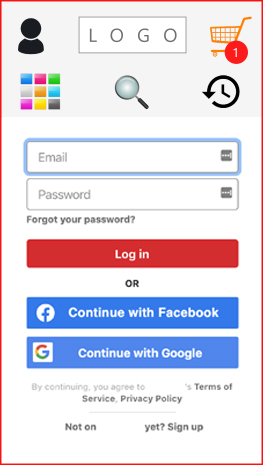 LOGO
1
Email
Password
Forgot your password?
Log in
OR
Continue with Facebook
Continue with Google
By continuing, you agree to 's Terms of
Service, Privacy Policy
Not on yet? Sign up